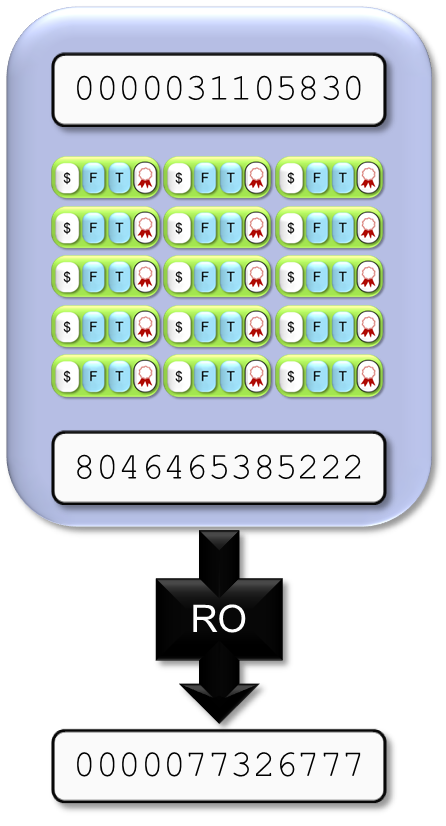 0000031105830
$ F T $ F T $ F T
$ F T $ F T $ F T
$ F T $ F T $ F T
$ F T $ F T $ F T
$ F T $ F T $ F T
8046465385222
RO
0000077326777